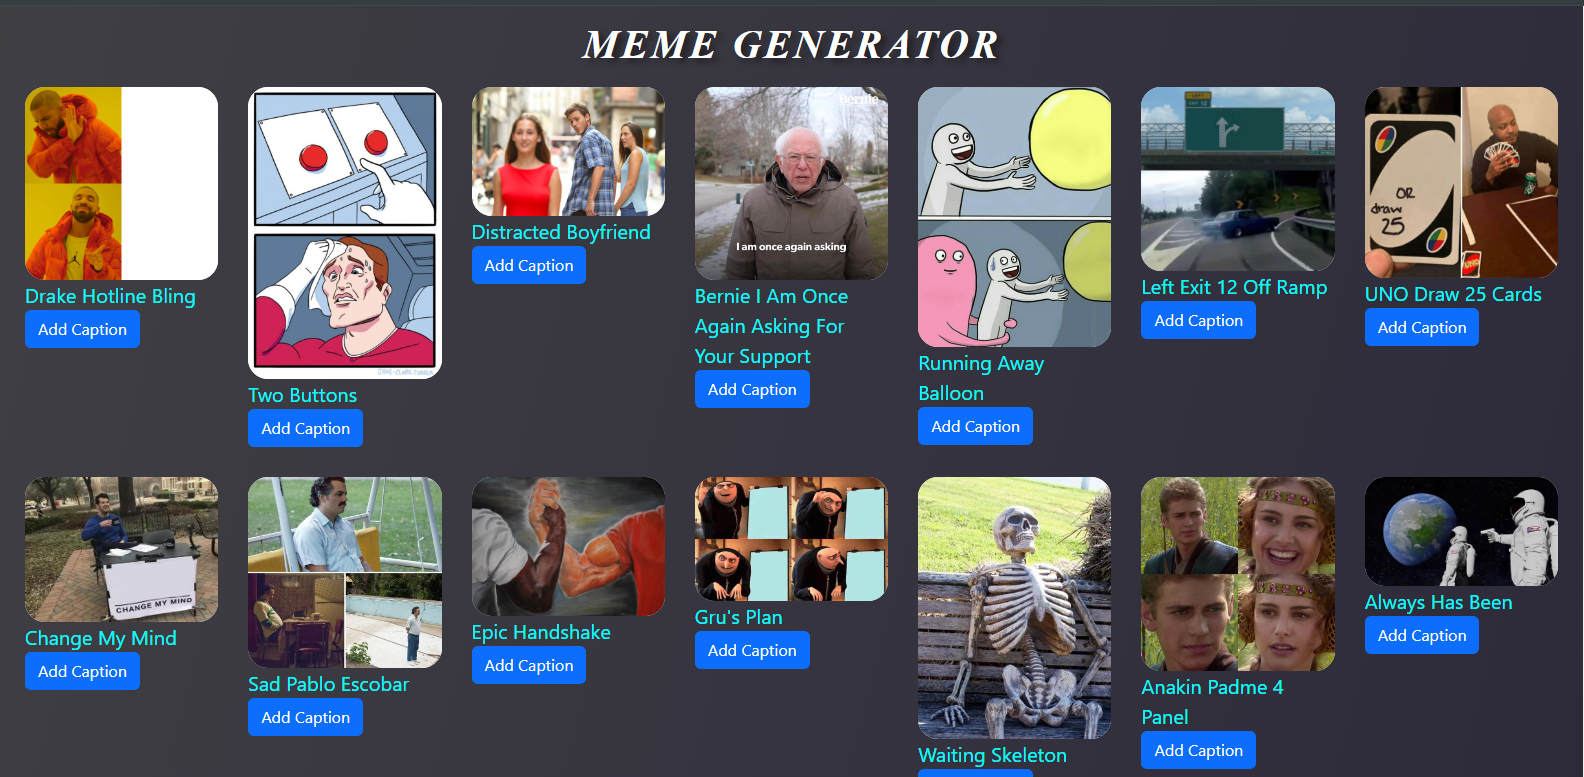 MEME GENERATOR
Drake Hotline Bling
Add Caption
Two Buttons
Add Caption
Distracted Boyfriend
Add Caption
Bernie
I am once again asking
Bernie I Am Once
Again Asking For
Your Support
Add Caption
Running Away
Balloon
Add Caption
Left Exit 12 Off Ramp
Add Caption
OR
draw
25
UNO Draw 25 Cards
Add Caption
CHANGE MY MIND
Change My Mind
Add Caption
Sad Pablo Escobar
Add Caption
Epic Handshake
Add Caption
Gru's Plan
Add Caption
Waiting Skeleton
Anakin Padme 4
Panel
Add Caption
Always Has Been
Add Caption